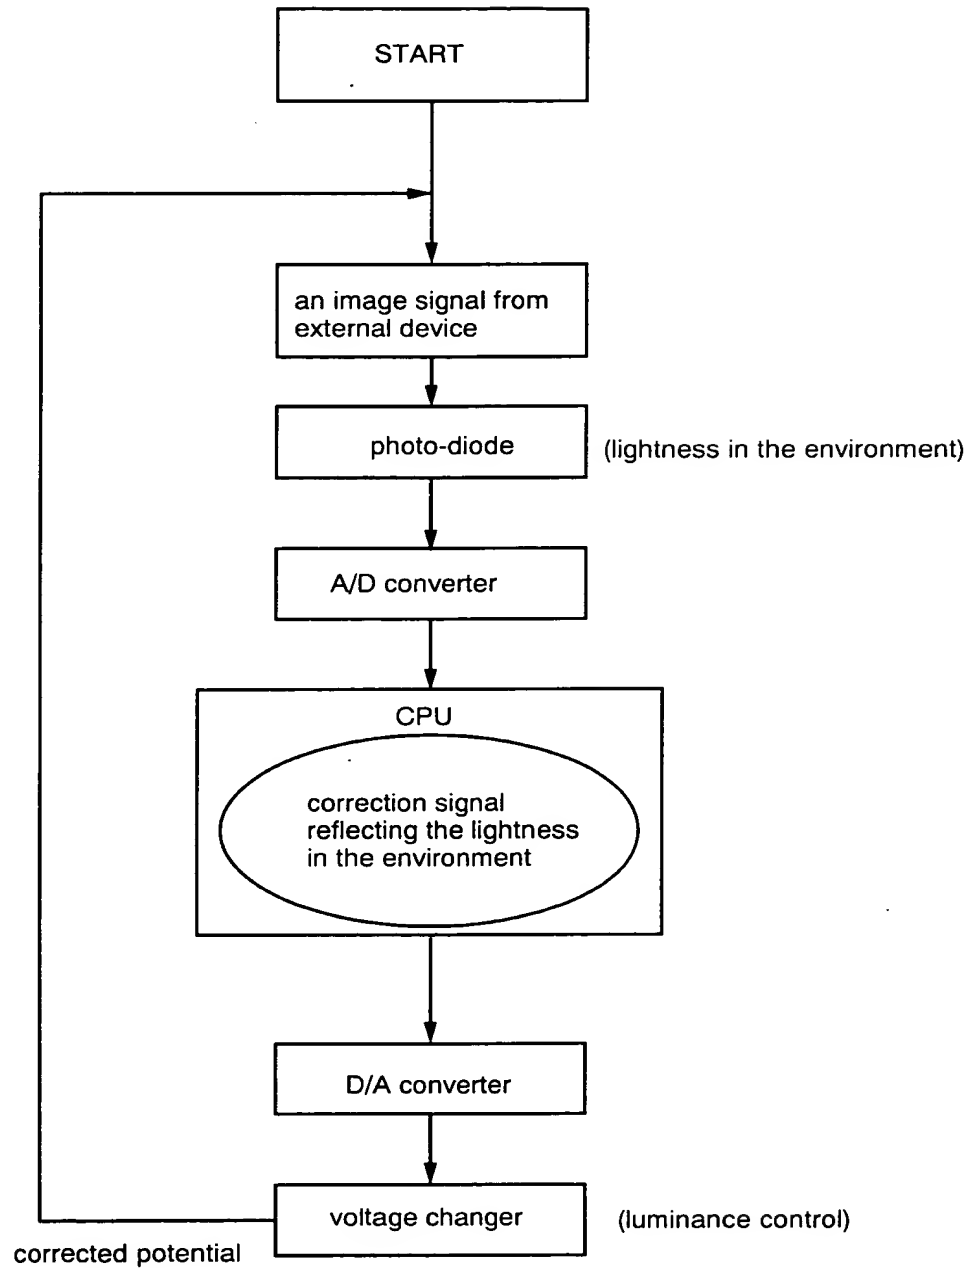 START
an image signal from
external device
photo-diode
(lightness in the environment)
A/D converter
CPU
correction signal
reflecting the lightness
in the environment
D/A converter
voltage changer
(luminance control)
corrected potential